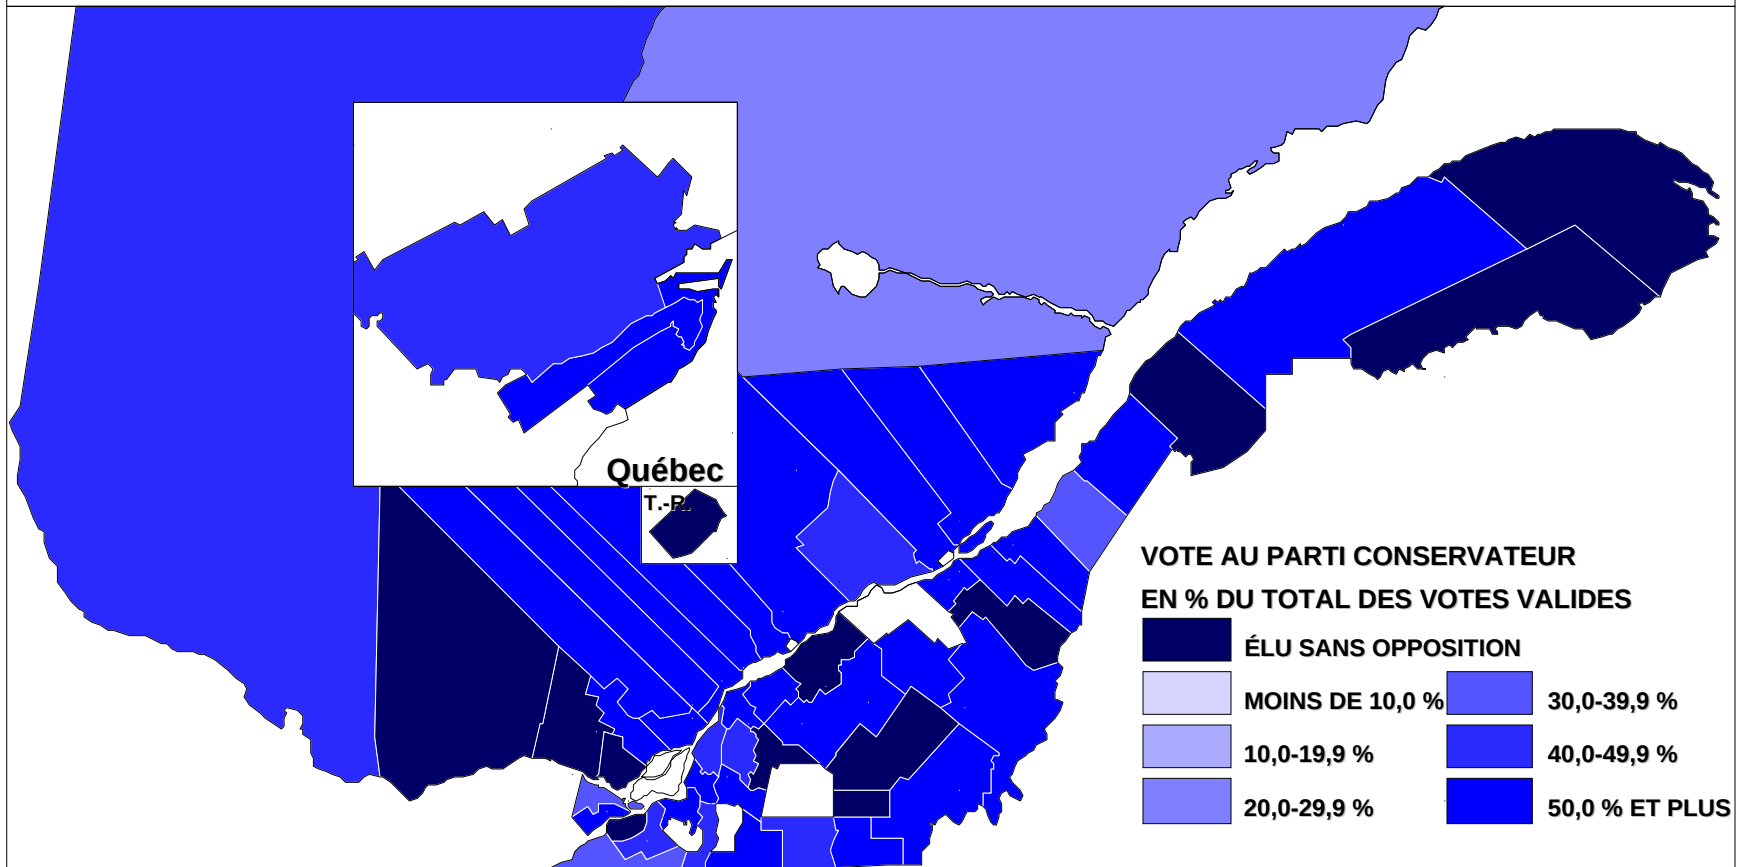 Québec
T.-R.
VOTE AU PARTI CONSERVATEUR
EN % DU TOTAL DES VOTES VALIDES
ÉLU SANS OPPOSITION
MOINS DE 10,0 %
30,0-39,9 %
10,0-19,9 %
40,0-49,9 %
20,0-29,9 %
50,0 % ET PLUS